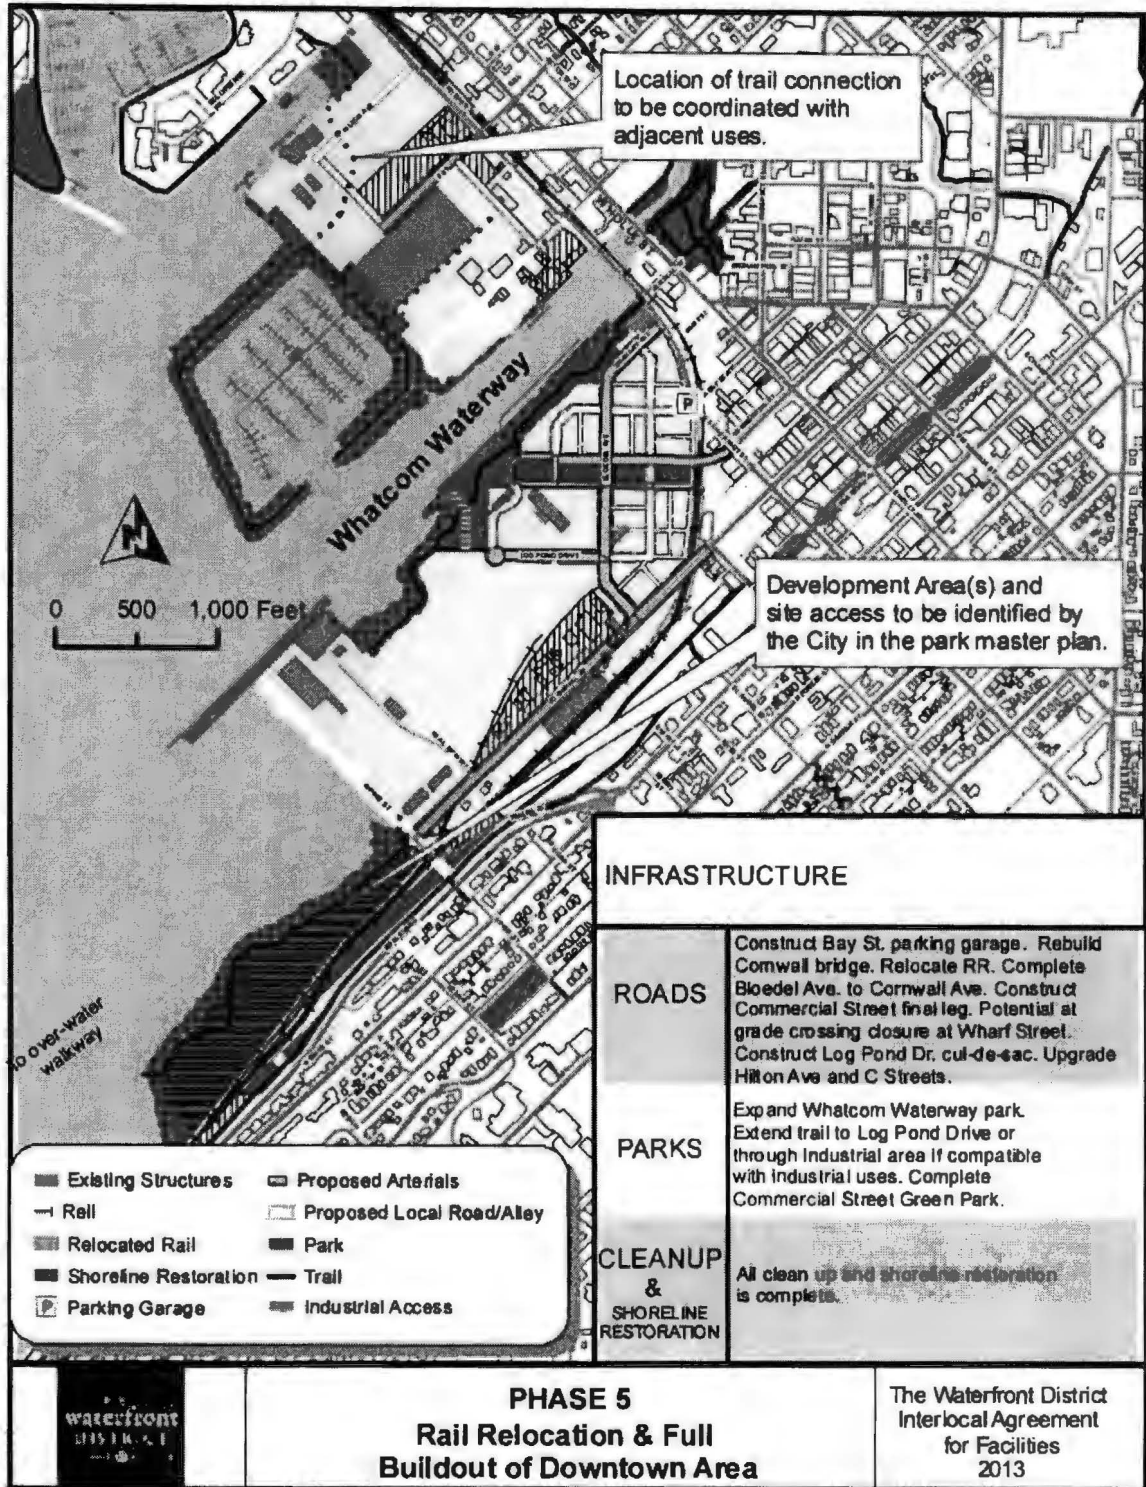 Location of trail connection
to be coordinated with
adjacent uses.
Whatcom Waterway
N
0 500 1,000 Feet
P
LOG POND DRIVE
Development Area(s) and
site access to be identified by
the City in the park master plan.
To over-water
walkway
INFRASTRUCTURE
ROADS
Construct Bay St. parking garage. Rebuild
Cornwall bridge. Relocate RR. Complete
Bloedel Ave. to Cornwall Ave. Construct
Commercial Street final leg. Potential at
grade crossing closure at Wharf Street.
Construct Log Pond Dr. cul-de-sac. Upgrade
Hilton Ave and C Streets.
PARKS
Expand Whatcom Waterway park.
Extend trail to Log Pond Drive or
through Industrial area if compatible
with industrial uses. Complete
Commercial Street Green Park.
CLEANUP
&
SHORELINE
RESTORATION
All clean up and shoreline restoration
is complete.
Existing Structures
Rail
Relocated Rail
Shoreline Restoration
P Parking Garage
Proposed Arterials
Proposed Local Road/Alley
Park
Trail
Industrial Access
waterfront
DISTRICT
PHASE 5
Rail Relocation & Full
Buildout of Downtown Area
The Waterfront District
Interlocal Agreement
for Facilities
2013